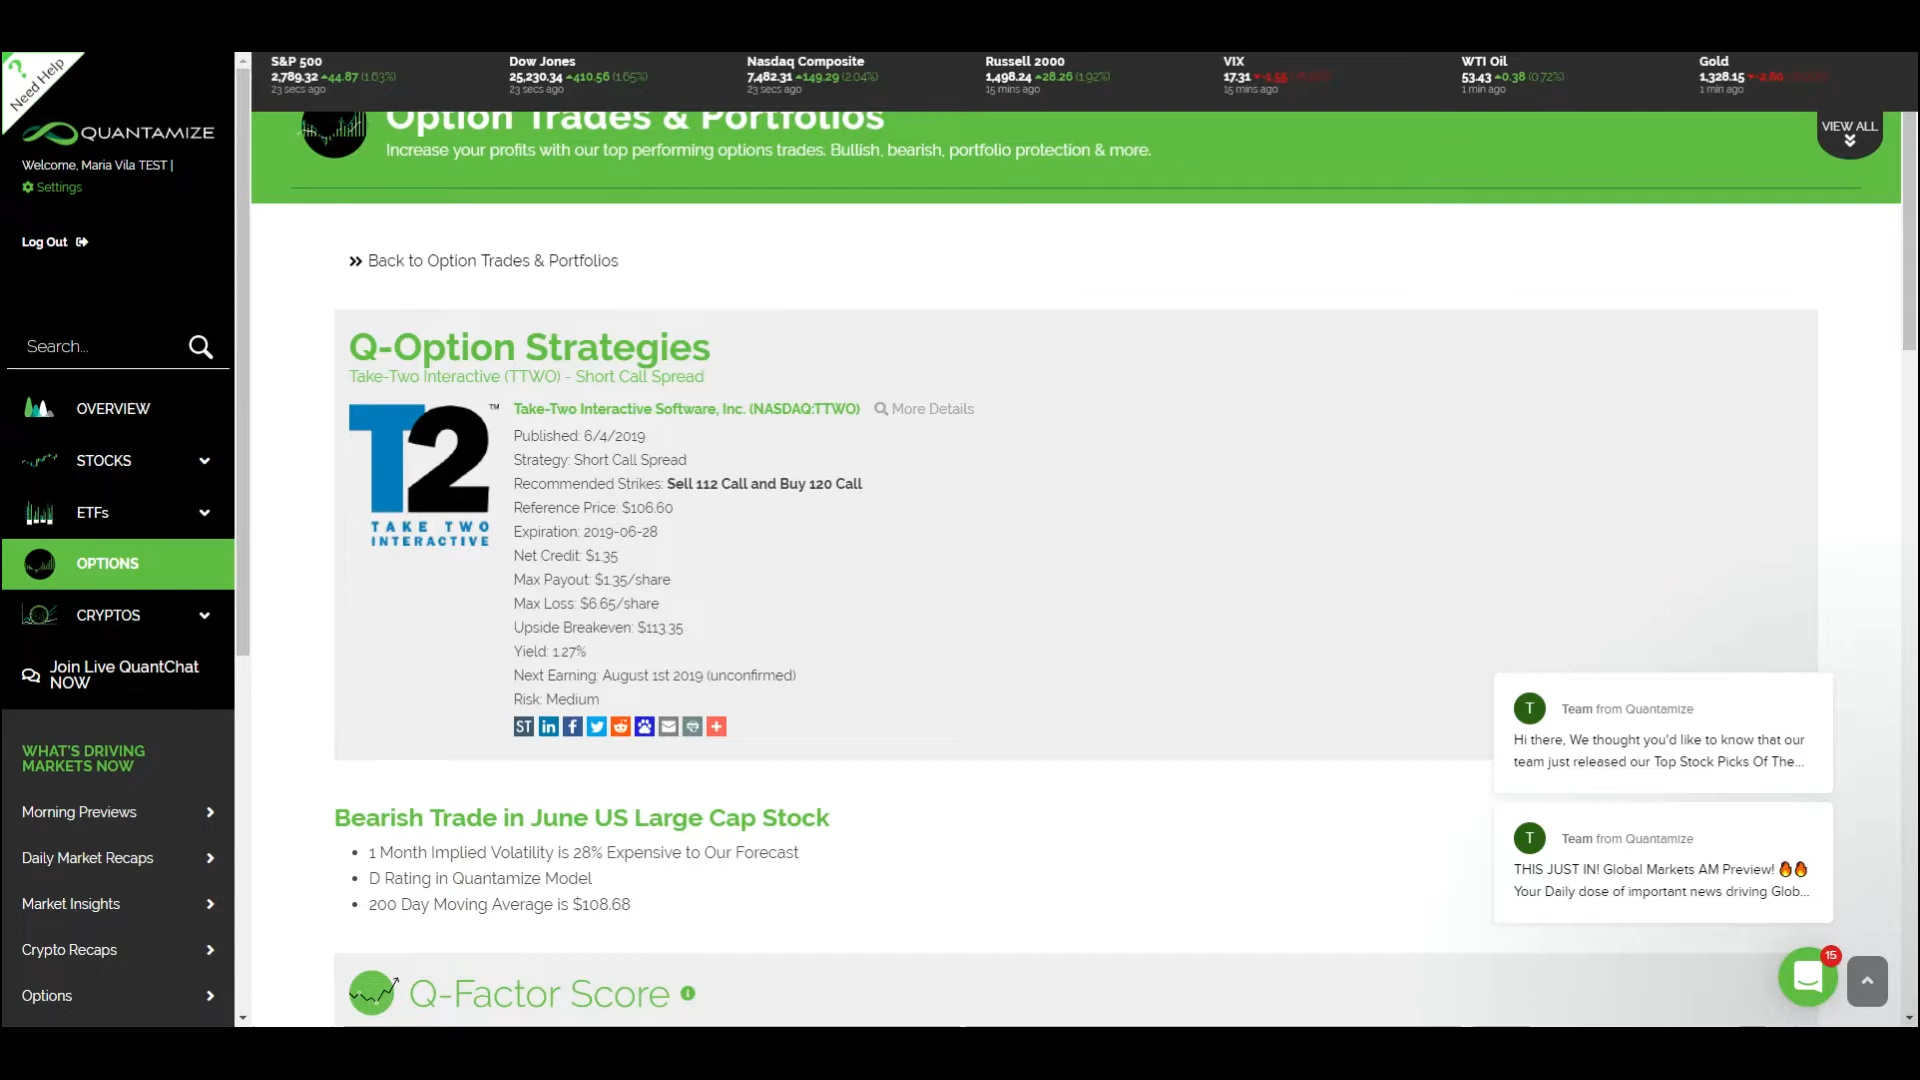 Need Help
QUANTAMIZE
Welcome, Maria Vila TEST |
Settings
Log Out
Search...
OVERVIEW
STOCKS
ETFs
OPTIONS
CRYPTOS
Join Live QuantChat
NOW
WHAT'S DRIVING
MARKETS NOW
Morning Previews
Daily Market Recaps
Market Insights
Crypto Recaps
Options
S&P 500
2,789.32 44.87 (1.63%)
23 secs ago
Dow Jones
25,230.34 410.56 (1.65%)
23 secs ago
Nasdaq Composite
7,482.31 149.29 (2.04%)
23 secs ago
Russell 2000
1,498.24 28.26 (1.92%)
15 mins ago
VIX
17.31 -1.55
15 mins ago
WTI Oil
53.43 0.38 (0.72%)
1 min ago
Gold
1,328.15 -2.60
1 min ago
Option Trades & Portfolios
Increase your profits with our top performing options trades. Bullish, bearish, portfolio protection & more.
VIEW ALL
Back to Option Trades & Portfolios
Q-Option Strategies
Take-Two Interactive (TTWO) - Short Call Spread
T2 ™
TAKE TWO
INTERACTIVE
Take-Two Interactive Software, Inc. (NASDAQ:TTWO) More Details
Published: 6/4/2019
Strategy: Short Call Spread
Recommended Strikes: Sell 112 Call and Buy 120 Call
Reference Price: $106.60
Expiration: 2019-06-28
Net Credit: $1.35
Max Payout: $1.35/share
Max Loss: $6.65/share
Upside Breakeven: $113.35
Yield: 1.27%
Next Earning: August 1st 2019 (unconfirmed)
Risk: Medium
ST in f
Bearish Trade in June US Large Cap Stock
• 1 Month Implied Volatility is 28% Expensive to Our Forecast
• D Rating in Quantamize Model
• 200 Day Moving Average is $108.68
Q-Factor Score
T Team from Quantamize
Hi there, We thought you'd like to know that our
team just released our Top Stock Picks Of The...
T Team from Quantamize
THIS JUST IN! Global Markets AM Preview! 🔥🔥
Your Daily dose of important news driving Glob...
15